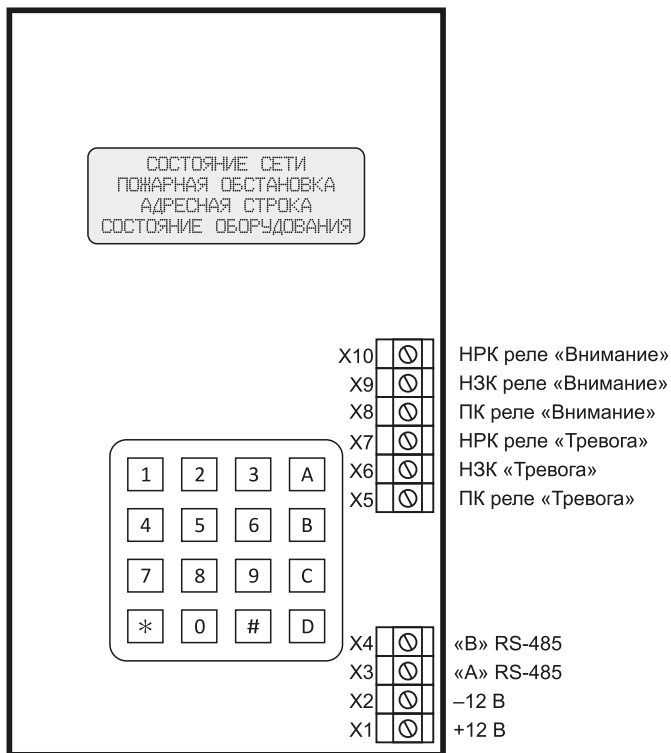 СОСТОЯНИЕ СЕТИ
ПОЖАРНАЯ ОБСТАНОВКА
АДРЕСНАЯ СТРОКА
СОСТОЯНИЕ ОБОРУДОВАНИЯ
X10 НРК реле «Внимание»
X9 НЗК реле «Внимание»
X8 ПК реле «Внимание»
X7 НРК реле «Тревога»
X6 НЗК «Тревога»
X5 ПК реле «Тревога»
1 2 3 A
4 5 6 B
7 8 9 C
* 0 # D
X4 «B» RS-485
X3 «A» RS-485
X2 –12 В
X1 +12 В